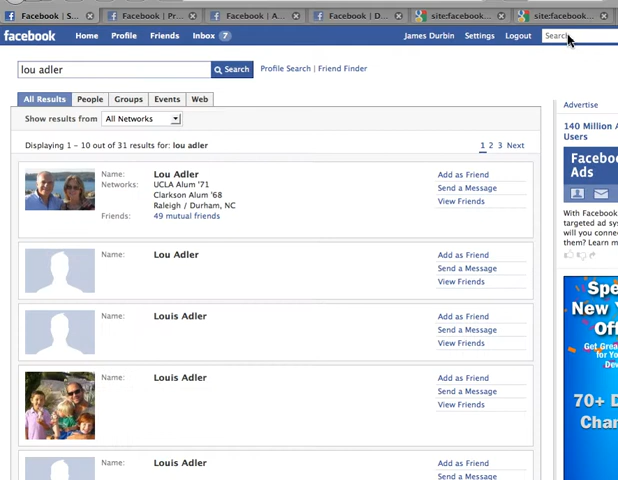 Facebook | S... Facebook | Pr... Facebook | A... Facebook | D... site:facebook... site:facebook...
facebook Home Profile Friends Inbox 7 James Durbin Settings Logout Search
lou adler Search Profile Search | Friend Finder
All Results People Groups Events Web
Show results from All Networks
Displaying 1 - 10 out of 31 results for: lou adler 1 2 3 Next
Name: Lou Adler Add as Friend
Networks: UCLA Alum '71 Send a Message
Clarkson Alum '68 View Friends
Raleigh / Durham, NC
Friends: 49 mutual friends
Name: Lou Adler Add as Friend
Send a Message
View Friends
Name: Louis Adler Add as Friend
Send a Message
View Friends
Name: Louis Adler Add as Friend
Send a Message
View Friends
Name: Louis Adler Add as Friend
Send a Message
Advertise
140 Million
Users
Facebo
Ads
With Facebook
targeted ad sy
will you connec
them? Learn m
Spe
New Y
Off
Get Grea
for Yo
Dev
70+ D
Chan